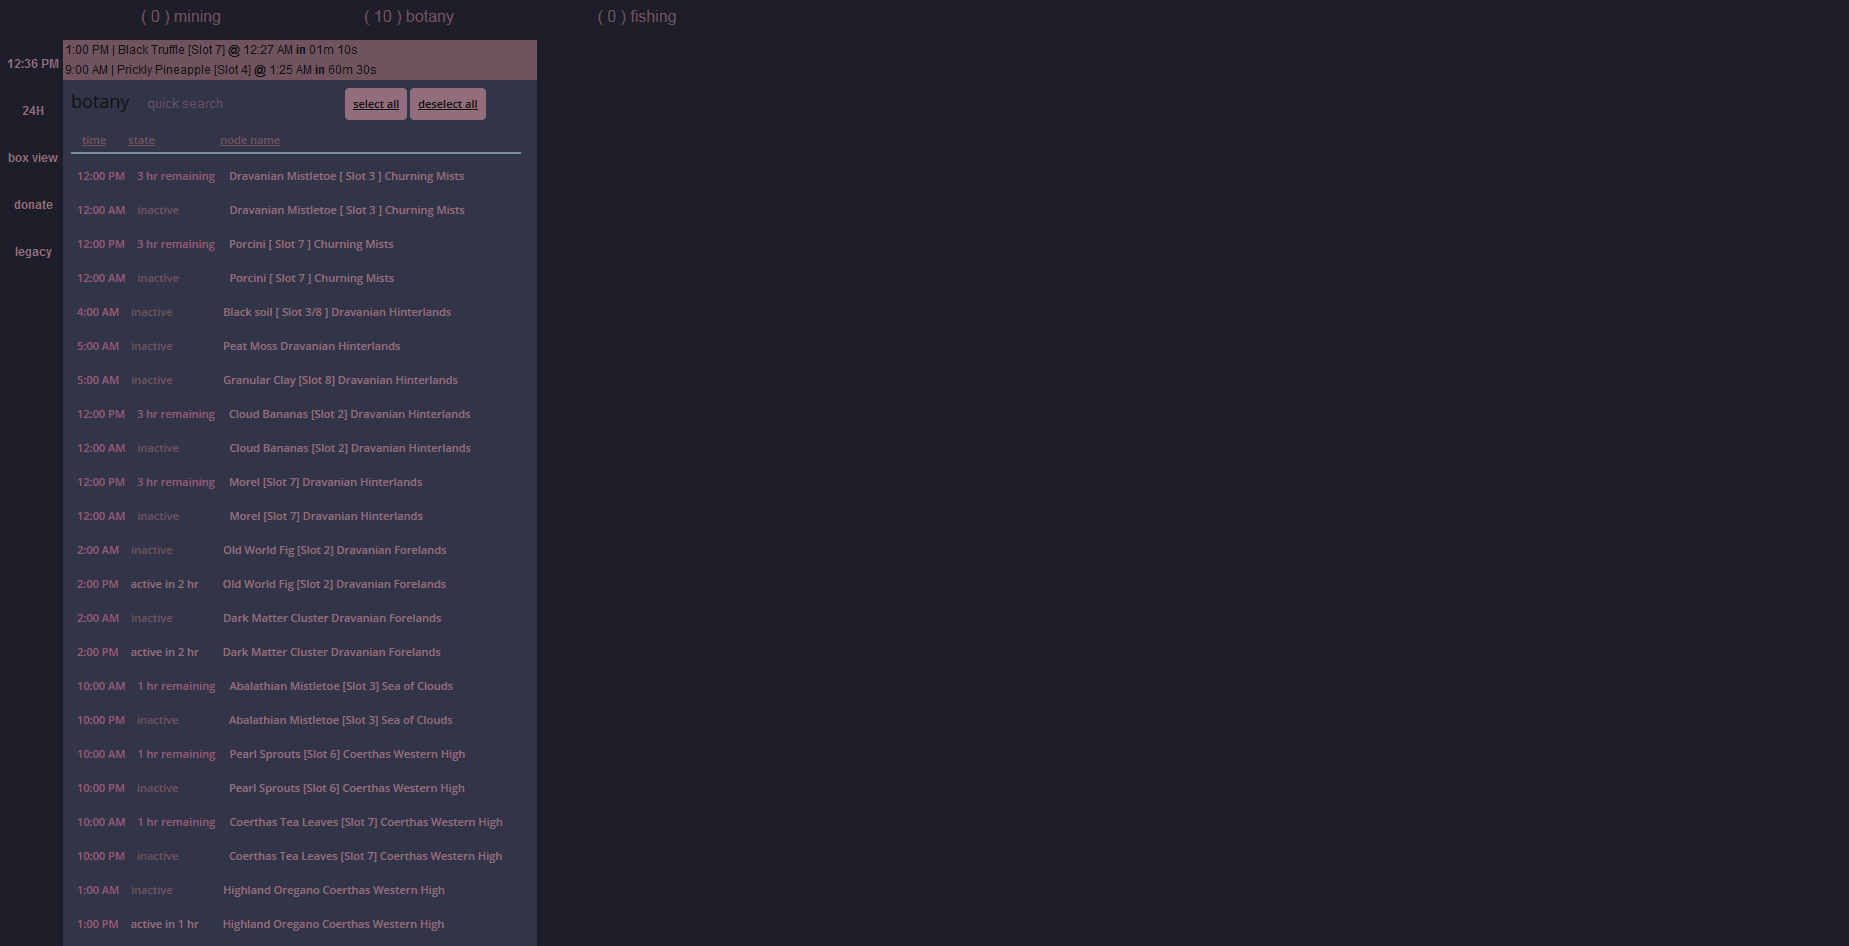 ( 0 ) mining ( 10 ) botany ( 0 ) fishing
1:00 PM | Black Truffle [Slot 7] @ 12:27 AM in 01m 10s
9:00 AM | Prickly Pineapple [Slot 4] @ 1:25 AM in 60m 30s
12:36 PM
24H
box view
donate
legacy
botany quick search select all deselect all
time state node name
12:00 PM 3 hr remaining Dravanian Mistletoe [ Slot 3 ] Churning Mists
12:00 AM inactive Dravanian Mistletoe [ Slot 3 ] Churning Mists
12:00 PM 3 hr remaining Porcini [ Slot 7 ] Churning Mists
12:00 AM inactive Porcini [ Slot 7 ] Churning Mists
4:00 AM inactive Black soil [ Slot 3/8 ] Dravanian Hinterlands
5:00 AM inactive Peat Moss Dravanian Hinterlands
5:00 AM inactive Granular Clay [Slot 8] Dravanian Hinterlands
12:00 PM 3 hr remaining Cloud Bananas [Slot 2] Dravanian Hinterlands
12:00 AM inactive Cloud Bananas [Slot 2] Dravanian Hinterlands
12:00 PM 3 hr remaining Morel [Slot 7] Dravanian Hinterlands
12:00 AM inactive Morel [Slot 7] Dravanian Hinterlands
2:00 AM inactive Old World Fig [Slot 2] Dravanian Forelands
2:00 PM active in 2 hr Old World Fig [Slot 2] Dravanian Forelands
2:00 AM inactive Dark Matter Cluster Dravanian Forelands
2:00 PM active in 2 hr Dark Matter Cluster Dravanian Forelands
10:00 AM 1 hr remaining Abalathian Mistletoe [Slot 3] Sea of Clouds
10:00 PM inactive Abalathian Mistletoe [Slot 3] Sea of Clouds
10:00 AM 1 hr remaining Pearl Sprouts [Slot 6] Coerthas Western High
10:00 PM inactive Pearl Sprouts [Slot 6] Coerthas Western High
10:00 AM 1 hr remaining Coerthas Tea Leaves [Slot 7] Coerthas Western High
10:00 PM inactive Coerthas Tea Leaves [Slot 7] Coerthas Western High
1:00 AM inactive Highland Oregano Coerthas Western High
1:00 PM active in 1 hr Highland Oregano Coerthas Western High